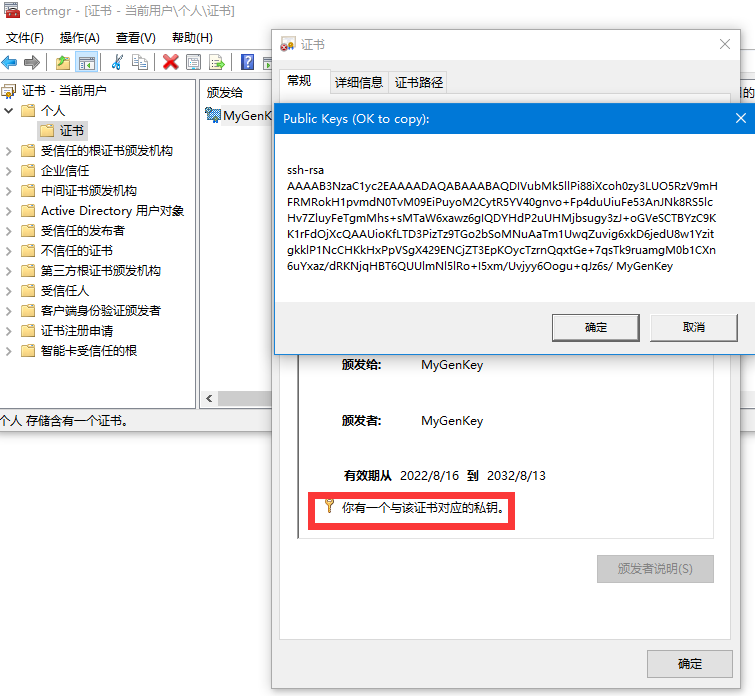 certmgr - [证书 - 当前用户\个人\证书]
文件(F) 操作(A) 查看(V) 帮助(H)
证书 - 当前用户
个人
证书
受信任的根证书颁发机构
企业信任
中间证书颁发机构
Active Directory 用户对象
受信任的发布者
不信任的证书
第三方根证书颁发机构
受信任人
客户端身份验证颁发者
证书注册申请
智能卡受信任的根
个人 存储含有一个证书。
颁发给
MyGenK
证书
常规 详细信息 证书路径
Public Keys (OK to copy):
ssh-rsa
AAAAB3NzaC1yc2EAAAADAQABAAABAQDIVubMk5llPi88iXcoh0zy3LUO5RzV9mH
FRMRokH1pvmdN0TvM09EiPuyoM2CytR5YV40gnvo+Fp4duUiuFe53AnJNk8RS5lc
Hv7ZluyFeTgmMhs+sMTaW6xawz6gIQDYHdP2uUHMjbsugy3zJ+oGVeSCTBYzC9K
K1rFdOjXcQAAUioKfLTD3PizTz9TGo2bSoMNuAaTm1UwqZuvig6xkD6jedU8w1Yzit
gkklP1NcCHKkHxPpVSgX429ENCjZT3EpKOycTzrnQqxtGe+7qsTk9ruamgM0b1CXn
6uYxaz/dRKNjqHBT6QUUlmNl5lRo+I5xm/Uvjyy6Oogu+qJz6s/ MyGenKey
确定 取消
颁发给: MyGenKey
颁发者: MyGenKey
有效期从 2022/8/16 到 2032/8/13
你有一个与该证书对应的私钥。
颁发者说明(S)
确定